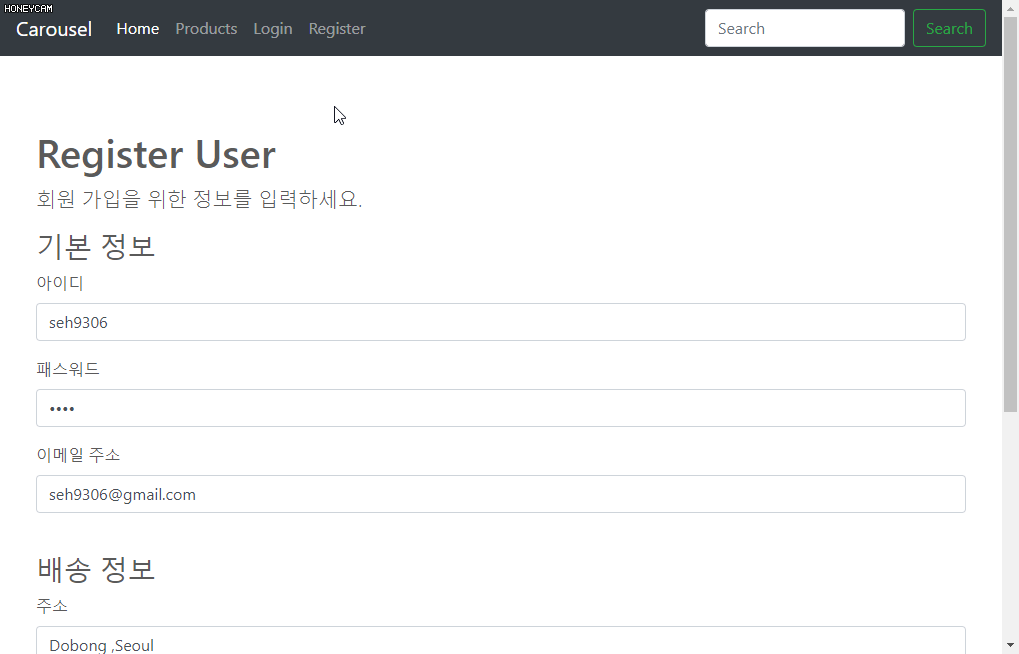 HONEYCAM
Carousel Home Products Login Register Search Search
Register User
회원 가입을 위한 정보를 입력하세요.
기본 정보
아이디
seh9306
패스워드
••••
이메일 주소
seh9306@gmail.com
배송 정보
주소
Dobong ,Seoul